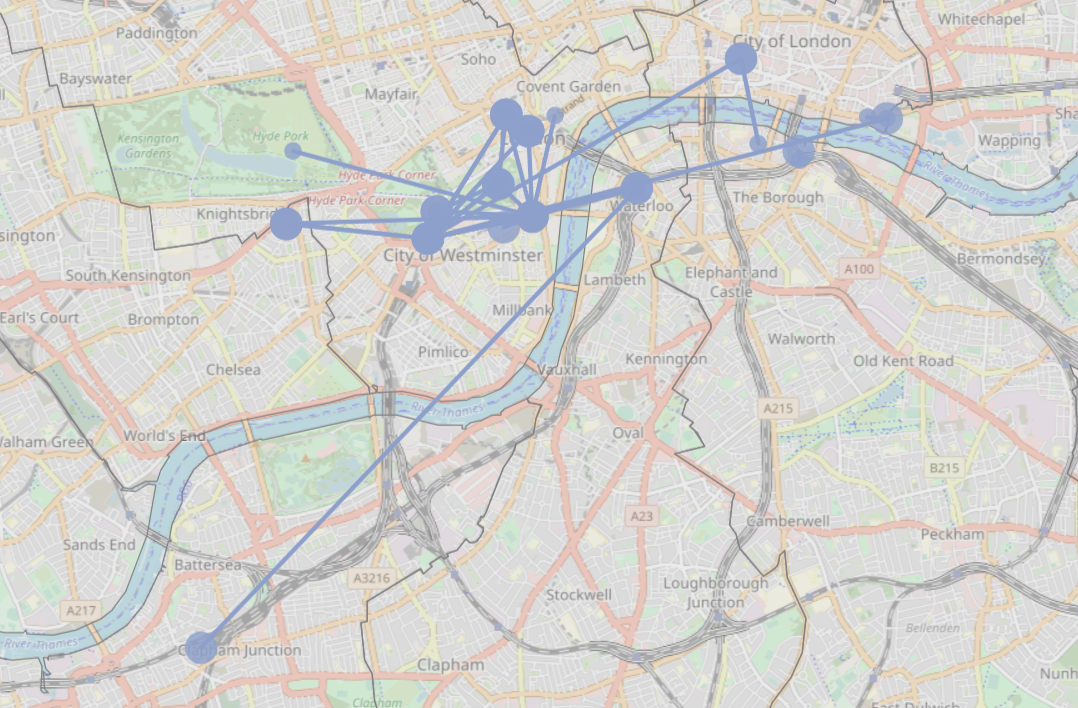 Paddington
Whitechapel
City of London
Soho
Bayswater
Covent Garden
Mayfair
Strand
Kensington
Gardens
Hyde Park
Wapping
River Thames
Hyde Park Corner
Hyde Park Corner
The Borough
Knightsbridge
Waterloo
City of Westminster
Bermondsey
South Kensington
Elephant and
Castle
A100
Lambeth
Millbank
Earl's Court
Brompton
Walworth
Pimlico
Kennington
Old Kent Road
Chelsea
Vauxhall
River Thames
A215
World's End
Oval
B215
A23
Camberwell
Peckham
Sands End
Battersea
A3216
Loughborough
Junction
Stockwell
A217
Bellenden
River Thames
Clapham Junction
Clapham
Clapham
East Dulwich